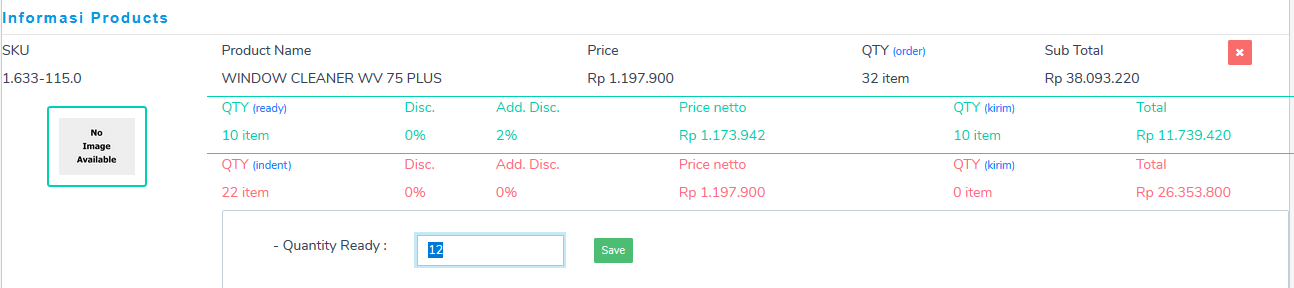 Informasi Products
SKU Product Name Price QTY (order) Sub Total
1.633-115.0 WINDOW CLEANER WV 75 PLUS Rp 1.197.900 32 item Rp 38.093.220
QTY (ready) Disc. Add. Disc. Price netto QTY (kirim) Total
10 item 0% 2% Rp 1.173.942 10 item Rp 11.739.420
No
Image
Available
QTY (indent) Disc. Add. Disc. Price netto QTY (kirim) Total
22 item 0% 0% Rp 1.197.900 0 item Rp 26.353.800
- Quantity Ready : 12 Save